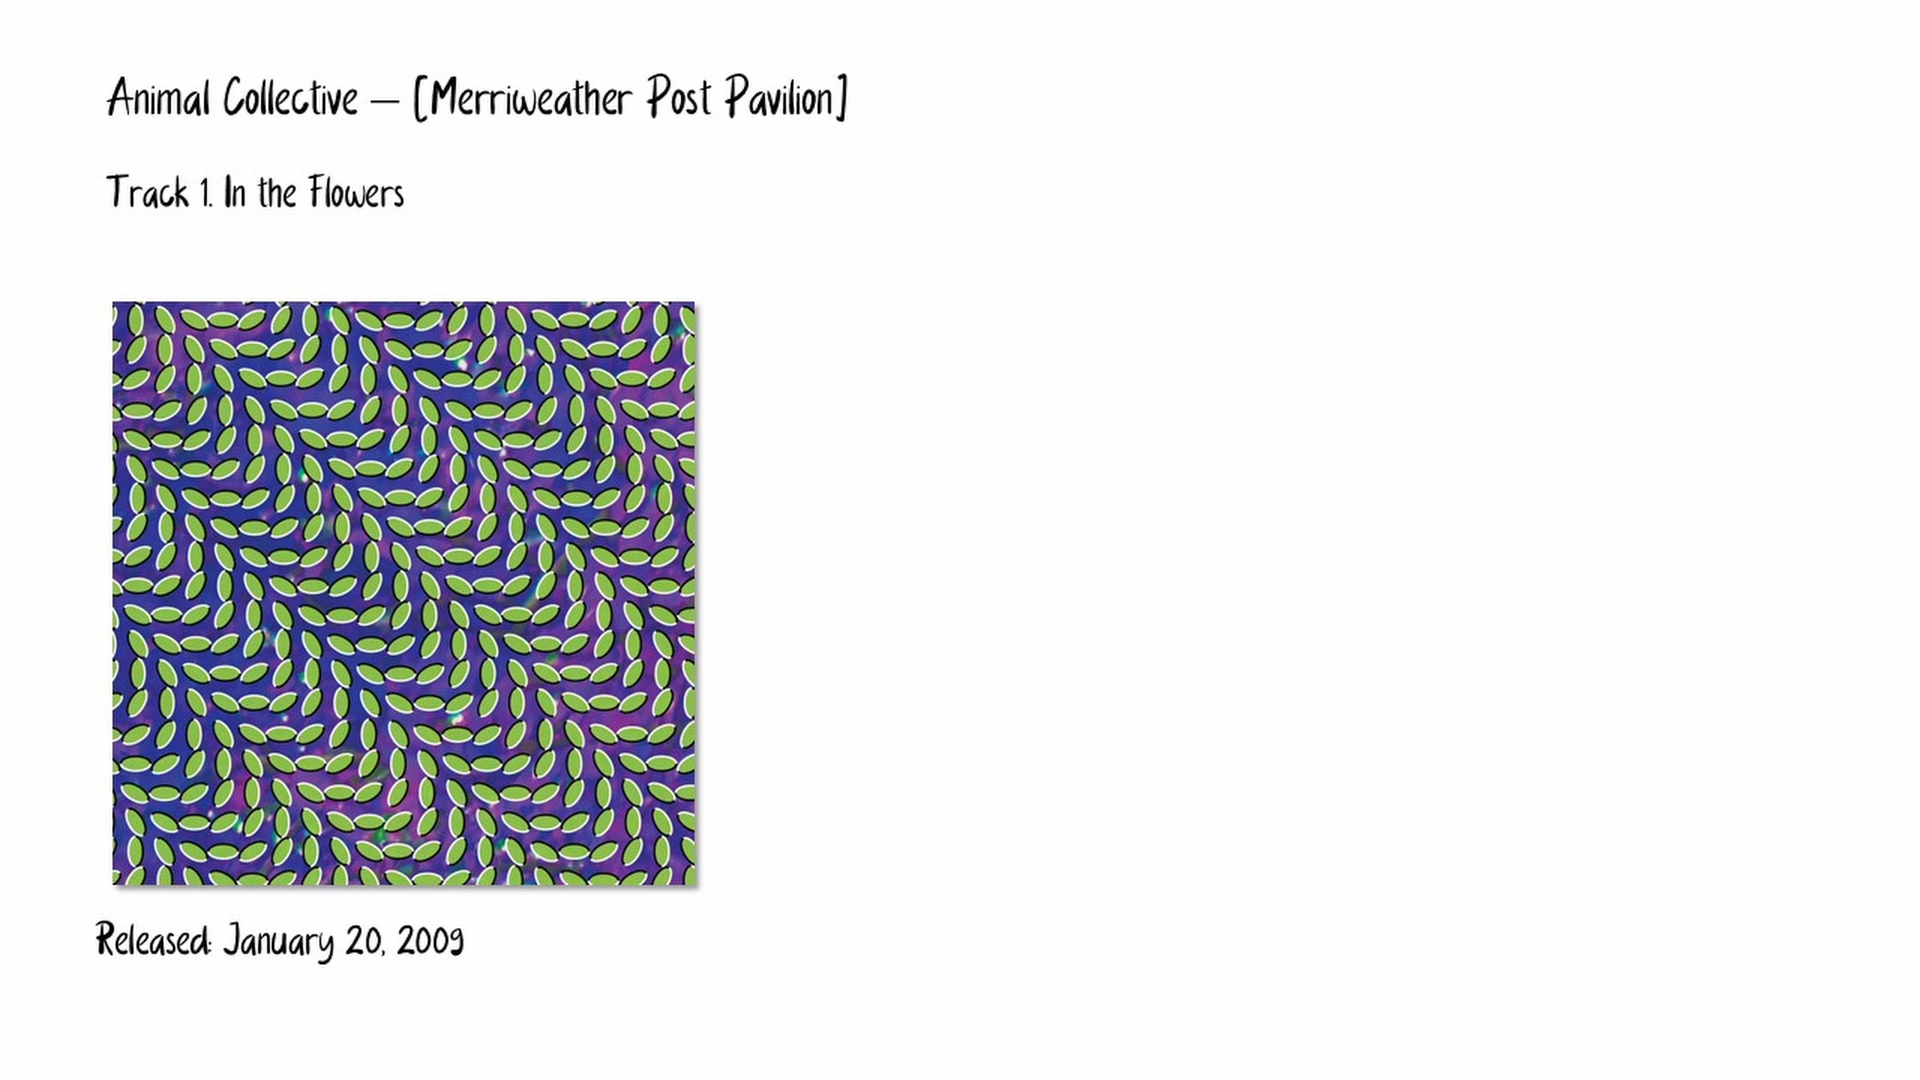 Animal Collective – [Merriweather Post Pavilion]
Track 1. In the Flowers
Released: January 20, 2009